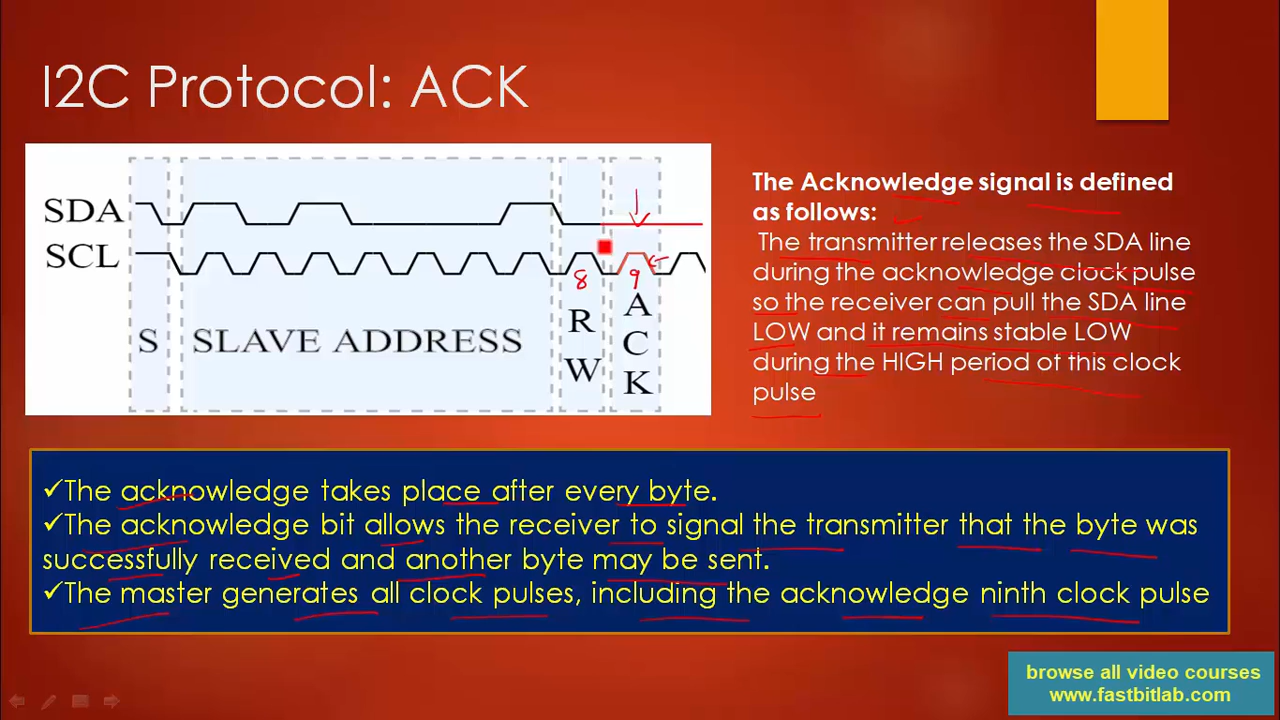 I2C Protocol: ACK
SDA
SCL
8
9
S
SLAVE ADDRESS
R
W
A
C
K
The Acknowledge signal is defined
as follows:
The transmitter releases the SDA line
during the acknowledge clock pulse
so the receiver can pull the SDA line
LOW and it remains stable LOW
during the HIGH period of this clock
pulse
✓The acknowledge takes place after every byte.
✓The acknowledge bit allows the receiver to signal the transmitter that the byte was
successfully received and another byte may be sent.
✓The master generates all clock pulses, including the acknowledge ninth clock pulse
browse all video courses
www.fastbitlab.com